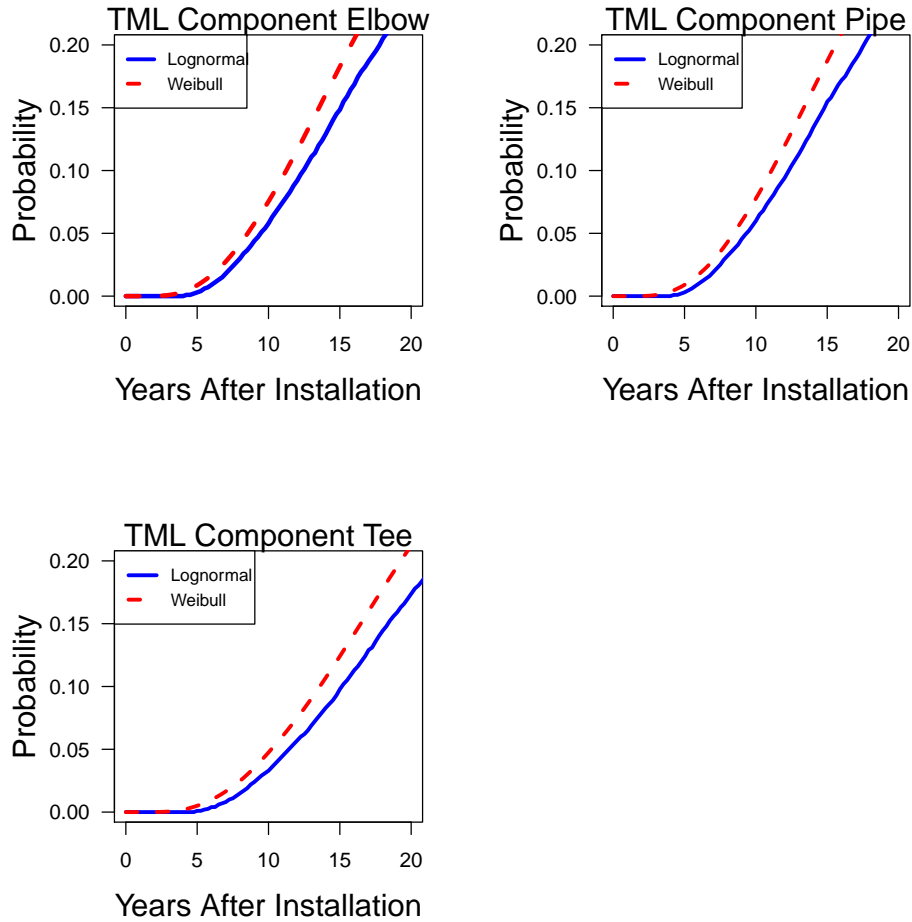 TML Component Elbow
0.20
0.15
0.10
0.05
0.00
Probability
Lognormal
Weibull
0 5 10 15 20
Years After Installation
TML Component Pipe
0.20
0.15
0.10
0.05
0.00
Probability
Lognormal
Weibull
0 5 10 15 20
Years After Installation
TML Component Tee
0.20
0.15
0.10
0.05
0.00
Probability
Lognormal
Weibull
0 5 10 15 20
Years After Installation